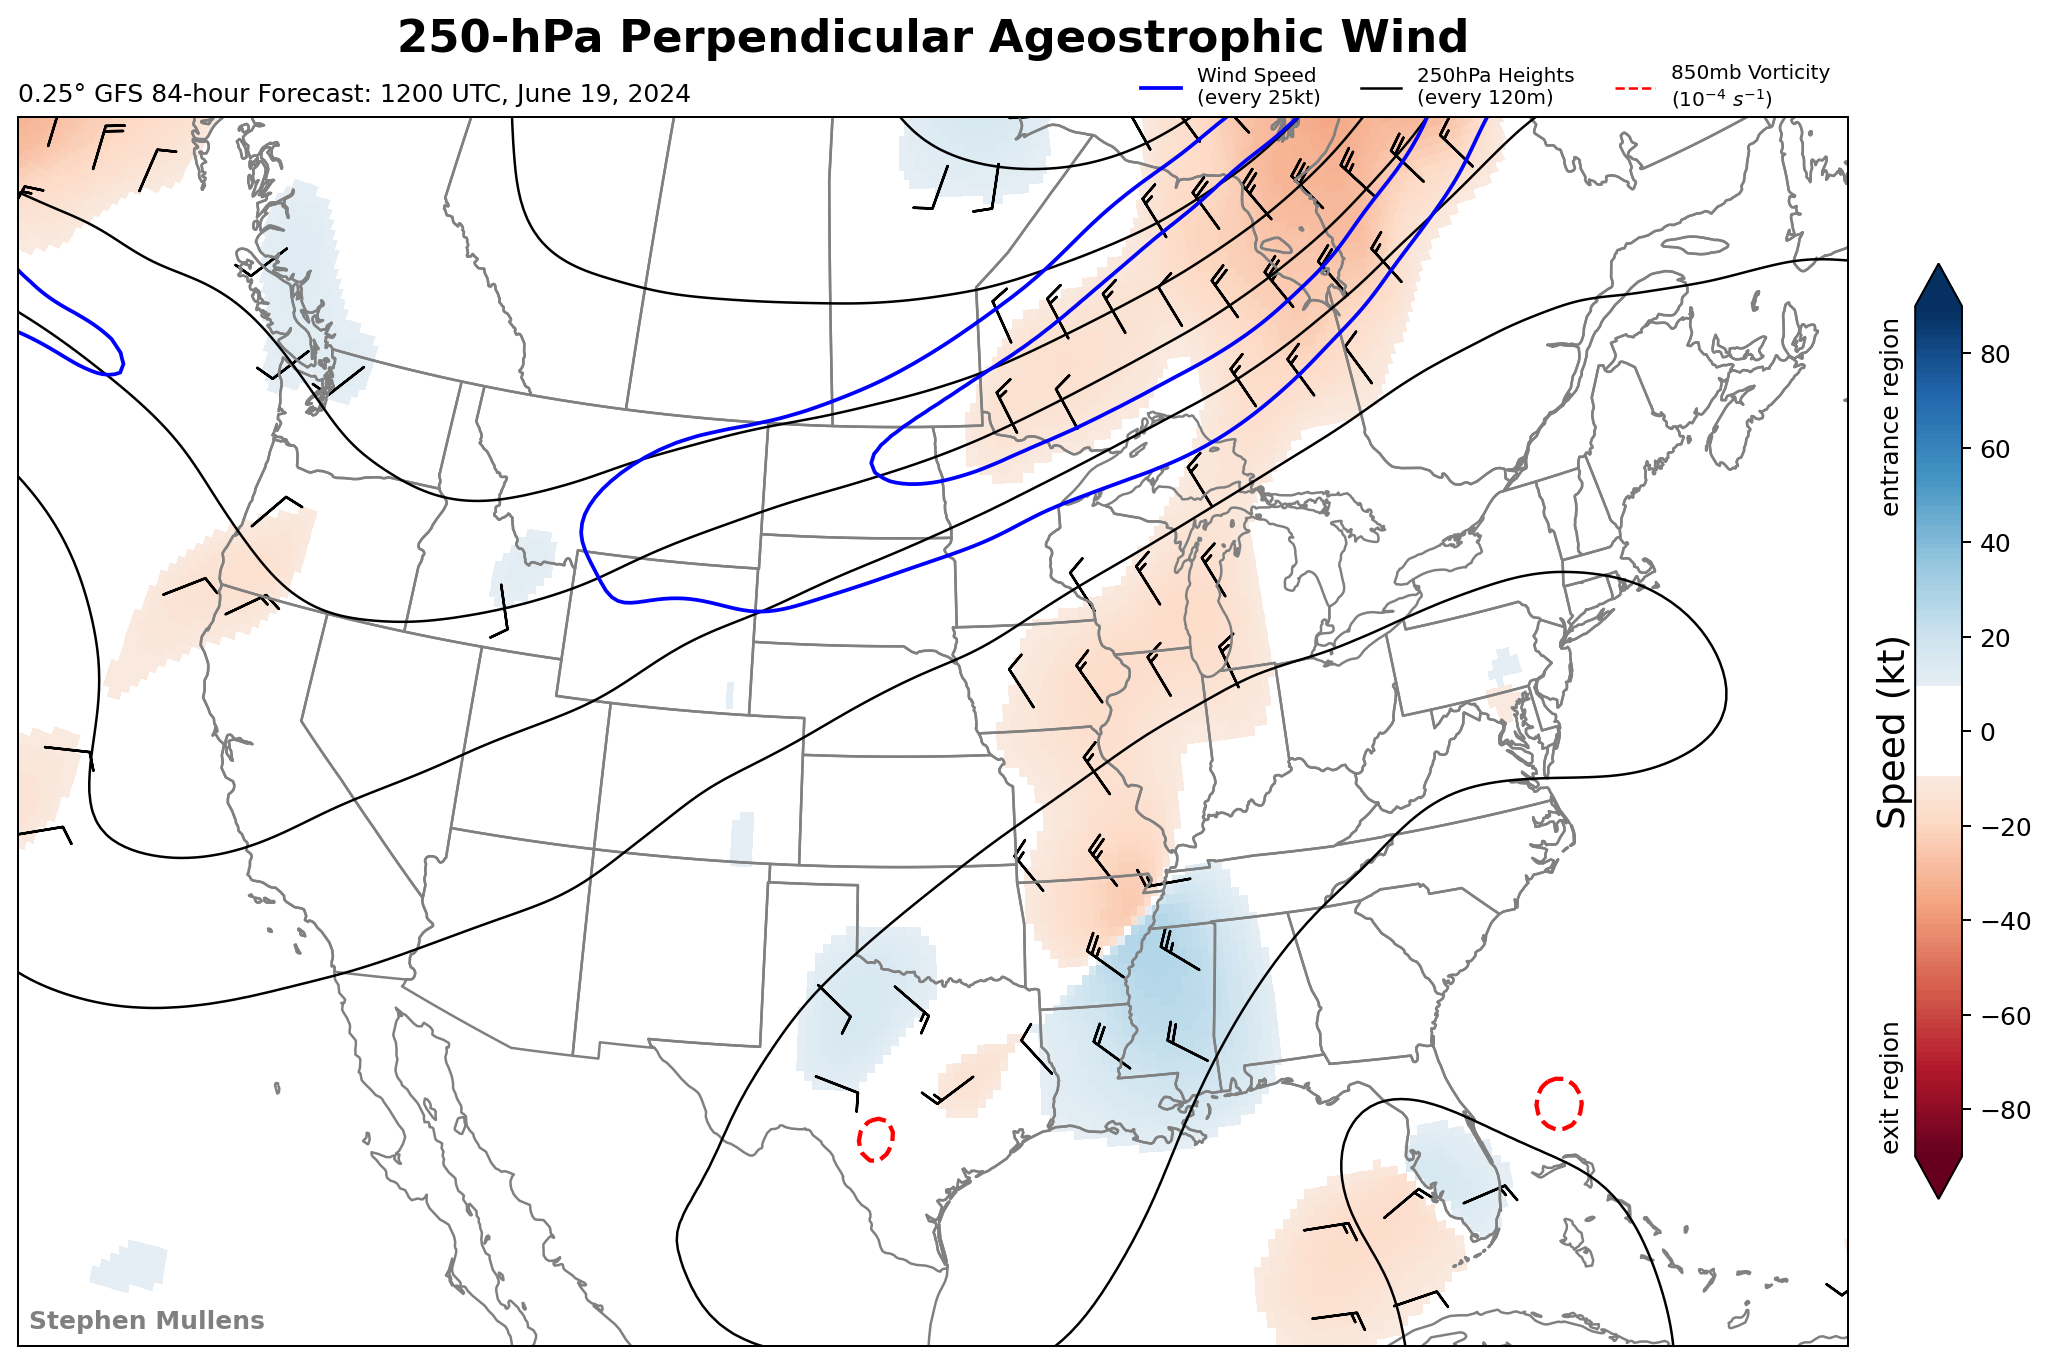 250-hPa Perpendicular Ageostrophic Wind
0.25° GFS 84-hour Forecast: 1200 UTC, June 19, 2024
Wind Speed
(every 25kt)
250hPa Heights
(every 120m)
850mb Vorticity
(10⁻⁴ s⁻¹)
entrance region
Speed (kt)
exit region
80
60
40
20
0
−20
−40
−60
−80
Stephen Mullens